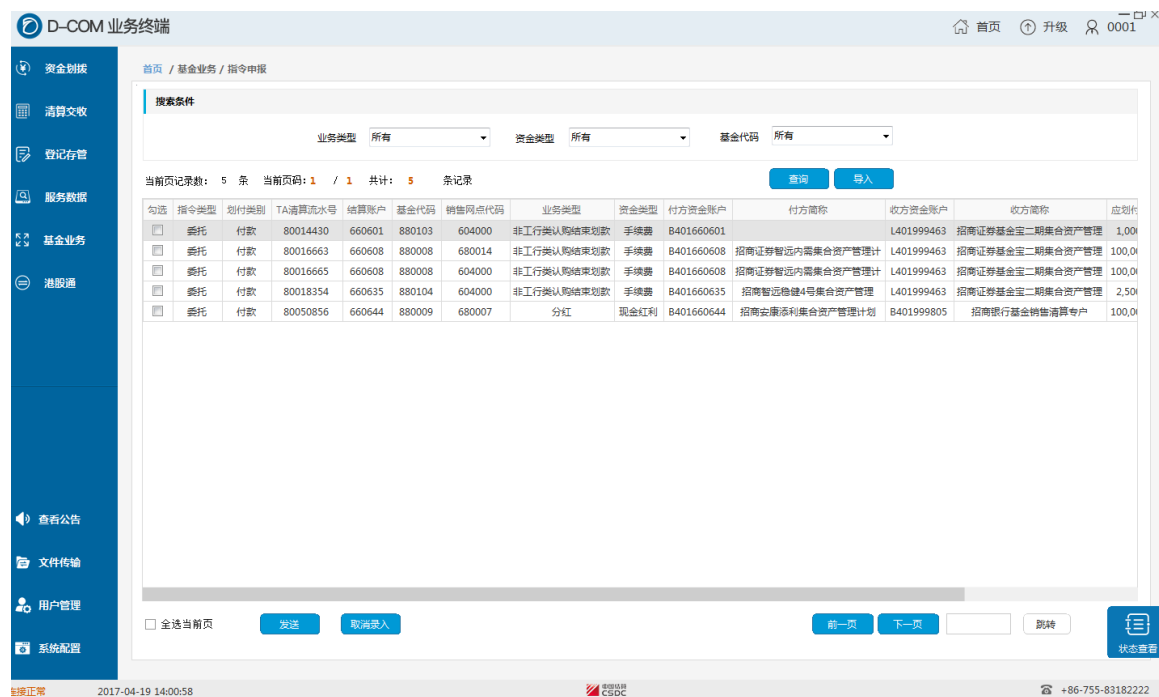 D-COM 业务终端
首页 升级 0001
资金划拨
清算交收
登记存管
服务数据
基金业务
港股通
查看公告
文件传输
用户管理
系统配置
首页 / 基金业务 / 指令申报
搜索条件
业务类型 所有 资金类型 所有 基金代码 所有
当前页记录数: 5 条 当前页码: 1 / 1 共计: 5 条记录
查询 导入
勾选 指令类型 划付类别 TA清算流水号 结算账户 基金代码 销售网点代码 业务类型 资金类型 付方资金账户 付方简称 收方资金账户 收方简称 应划付
委托 付款 80014430 660601 880103 604000 非工行类认购结束划款 手续费 B401660601 L401999463 招商证券基金宝二期集合资产管理 1,00
委托 付款 80016663 660608 880008 680014 非工行类认购结束划款 手续费 B401660608 招商证券智远内需集合资产管理计 L401999463 招商证券基金宝二期集合资产管理 100,0
委托 付款 80016665 660608 880008 604000 非工行类认购结束划款 手续费 B401660608 招商证券智远内需集合资产管理计 L401999463 招商证券基金宝二期集合资产管理 100,0
委托 付款 80018354 660635 880104 604000 非工行类认购结束划款 手续费 B401660635 招商智远稳健4号集合资产管理 L401999463 招商证券基金宝二期集合资产管理 2,50
委托 付款 80050856 660644 880009 680007 分红 现金红利 B401660644 招商安康添利集合资产管理计划 B401999805 招商银行基金销售清算专户 100,0
全选当前页 发送 取消录入 前一页 下一页 跳转
状态查看
连接正常 2017-04-19 14:00:58 中国结算 CSDC +86-755-83182222